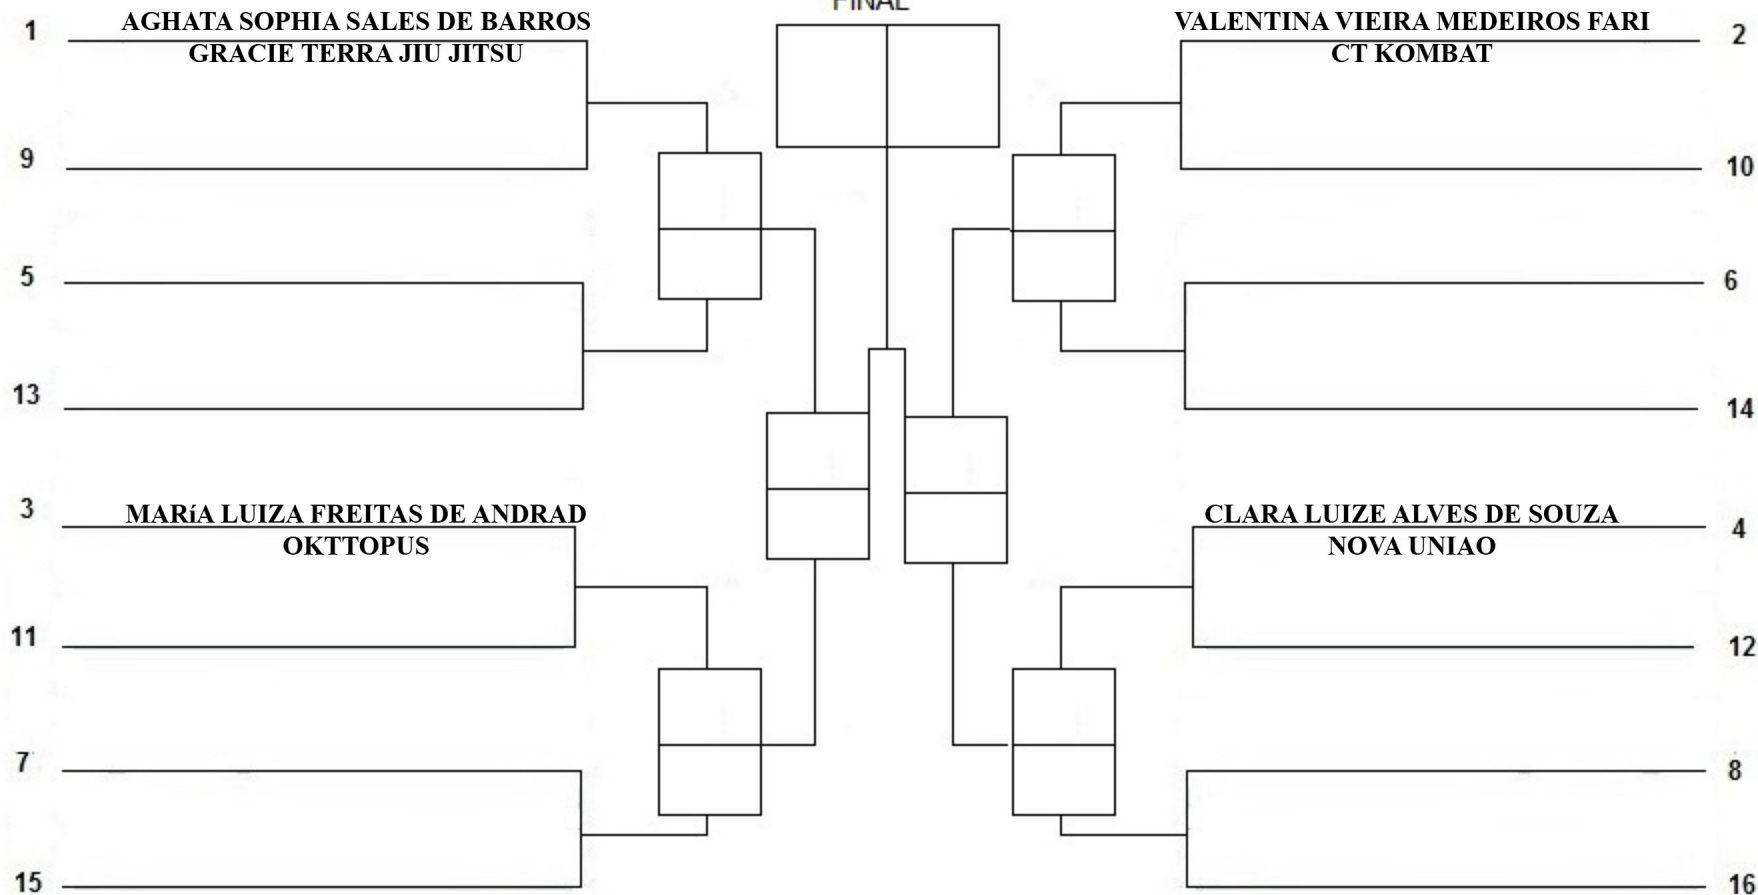 FINAL
1
AGHATA SOPHIA SALES DE BARROS
GRACIE TERRA JIU JITSU
9
5
13
3
MARíA LUIZA FREITAS DE ANDRAD
OKTTOPUS
11
7
15
VALENTINA VIEIRA MEDEIROS FARI
CT KOMBAT
2
10
6
14
CLARA LUIZE ALVES DE SOUZA
NOVA UNIAO
4
12
8
16